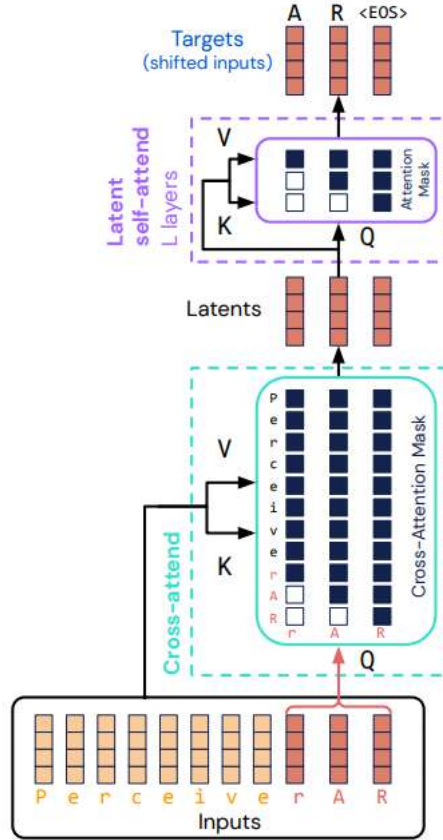 A R <EOS>
Targets
(shifted inputs)
V
K
Q
Latent
self-attend
L layers
Attention
Mask
Latents
V
K
Q
Cross-attend
P
e
r
c
e
i
v
e
r
A
R
r A R
Cross-Attention Mask
P e r c e i v e r A R
Inputs